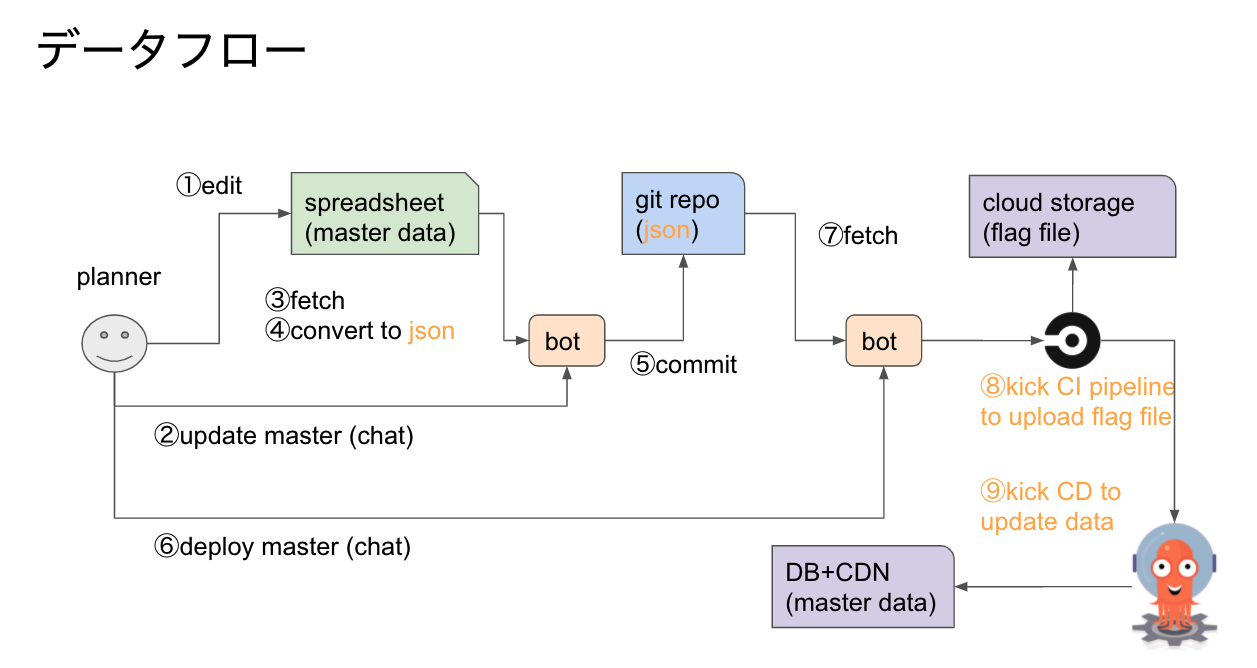 データフロー
①edit
spreadsheet
(master data)
git repo
(json)
⑦fetch
cloud storage
(flag file)
planner
③fetch
④convert to json
bot
⑤commit
bot
⑧kick CI pipeline
to upload flag file
②update master (chat)
⑨kick CD to
update data
⑥deploy master (chat)
DB+CDN
(master data)